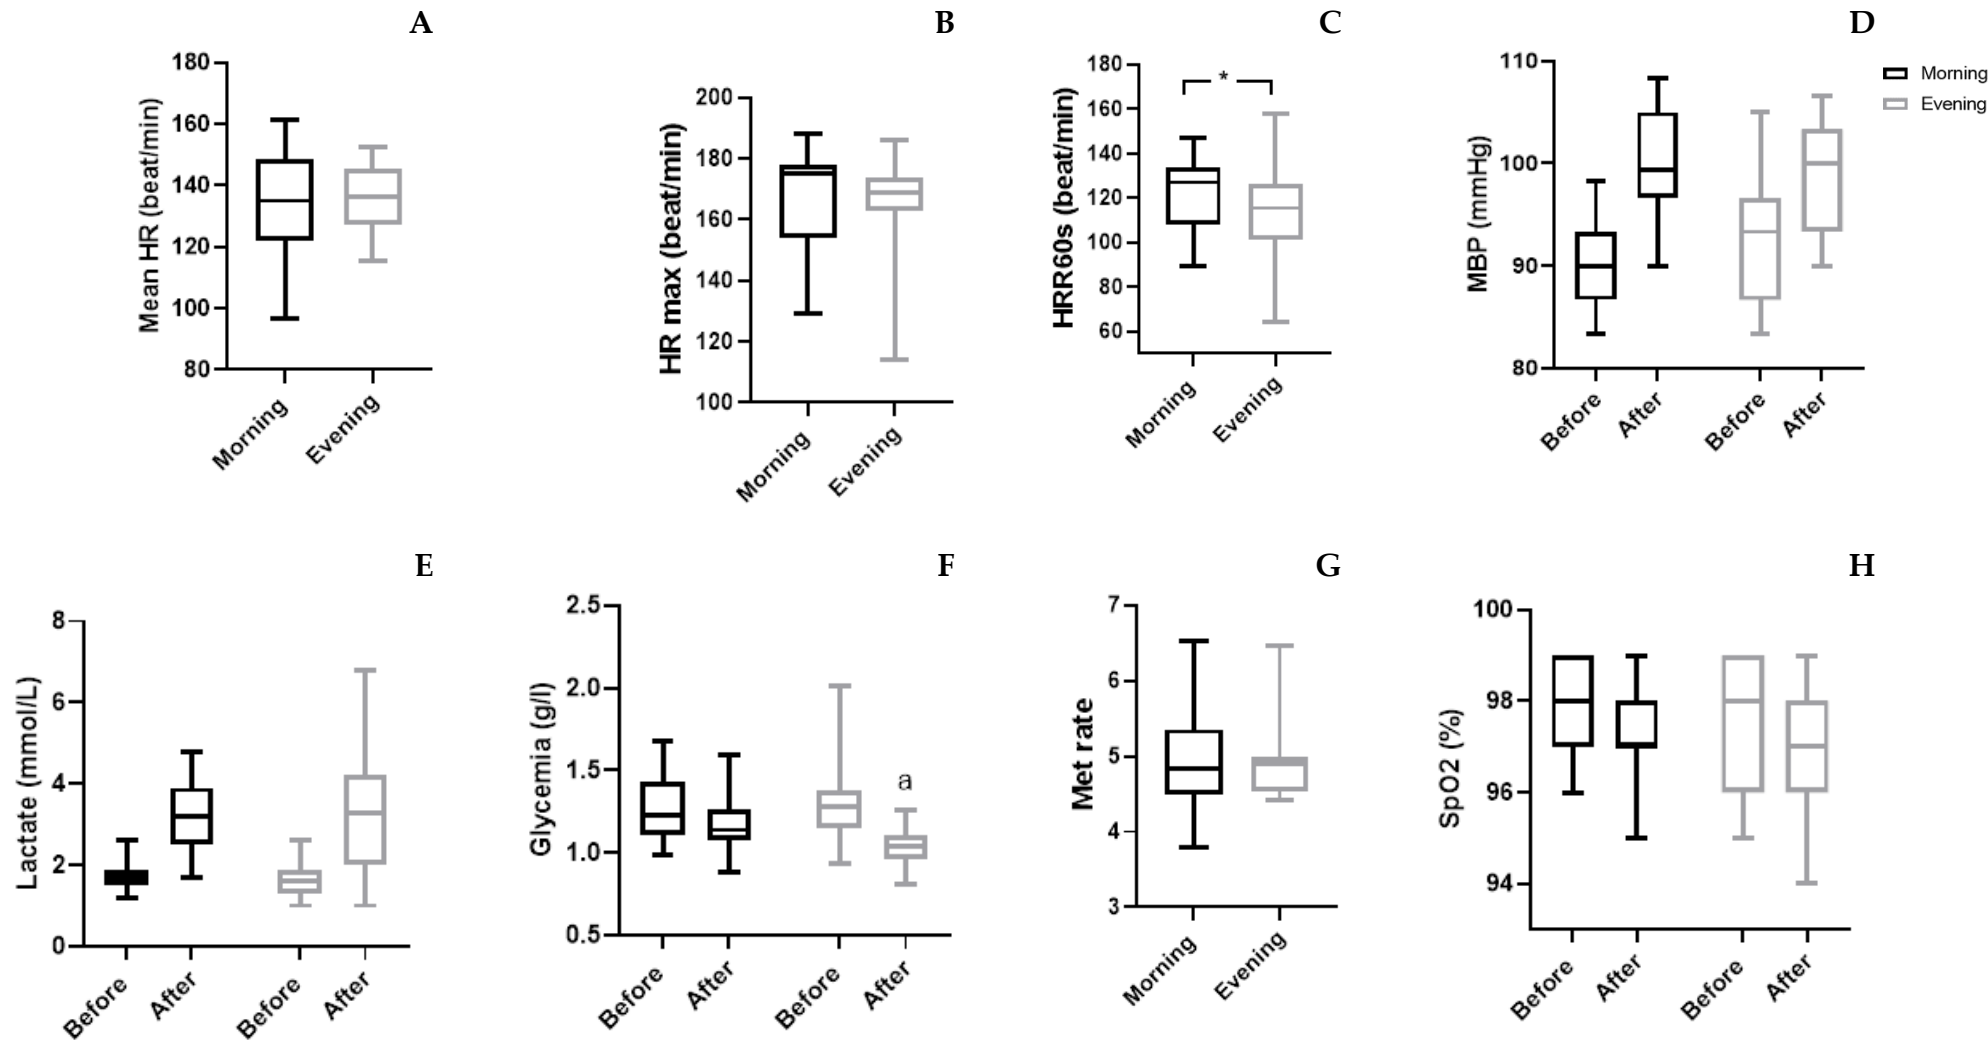 A
Mean HR (beat/min)
180
160
140
120
100
80
Morning
Evening
B
HR max (beat/min)
200
180
160
140
120
100
Morning
Evening
C
HRR60s (beat/min)
180
160
140
120
100
80
60
*
Morning
Evening
D
MBP (mmHg)
110
100
90
80
Before
After
Before
After
Morning
Evening
E
Lactate (mmol/L)
8
6
4
2
0
Before
After
Before
After
F
Glycemia (g/l)
2.5
2.0
1.5
1.0
0.5
a
Before
After
Before
After
G
Met rate
7
6
5
4
3
Morning
Evening
H
SpO2 (%)
100
98
96
94
Before
After
Before
After